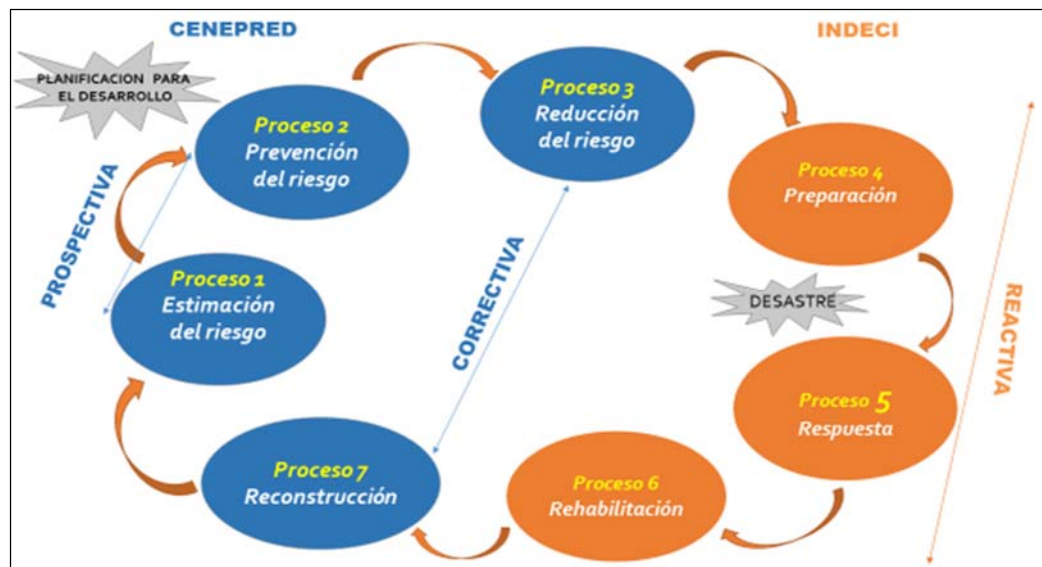 CENEPRED
INDECI
PLANIFICACION PARA
EL DESARROLLO
Proceso 2
Prevención
del riesgo
Proceso 3
Reducción
del riesgo
Proceso 4
Preparación
PROSPECTIVA
Proceso 1
Estimación
del riesgo
CORRECTIVA
DESASTRE
REACTIVA
Proceso 5
Respuesta
Proceso 7
Reconstrucción
Proceso 6
Rehabilitación